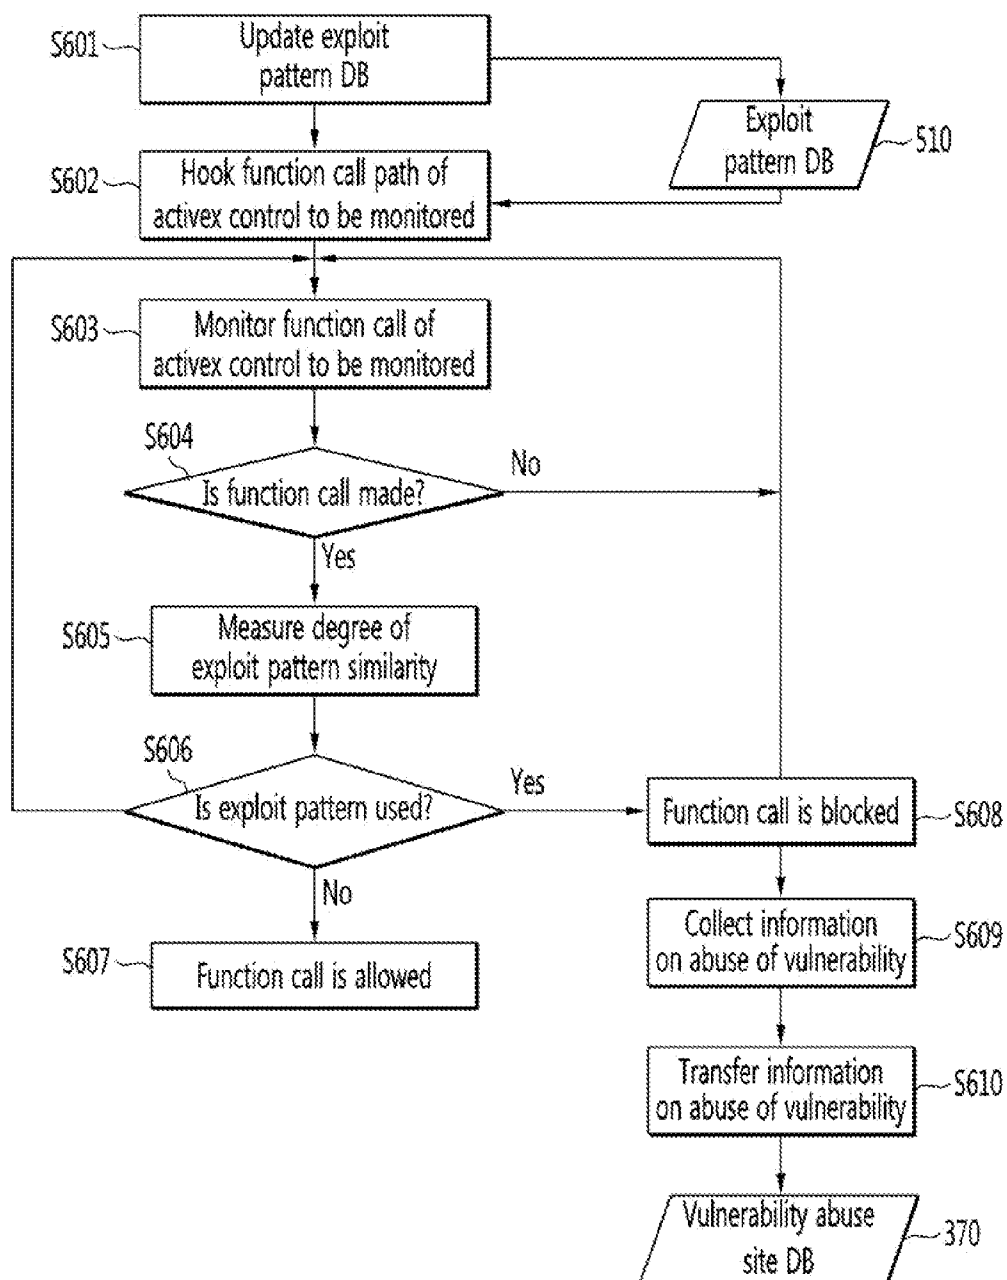 S601
Update exploit
pattern DB
Exploit
pattern DB
510
S602
Hook function call path of
activex control to be monitored
S603
Monitor function call of
activex control to be monitored
S604
Is function call made?
No
Yes
S605
Measure degree of
exploit pattern similarity
S606
Is exploit pattern used?
Yes
Function call is blocked
S608
No
S607
Function call is allowed
Collect information
on abuse of vulnerability
S609
Transfer information
on abuse of vulnerability
S610
Vulnerability abuse
site DB
370